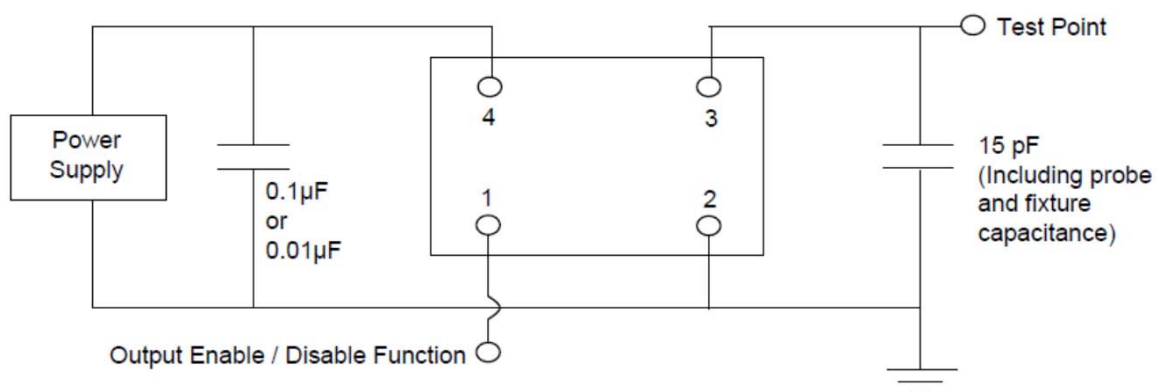 Test Point
Power
Supply
4
3
15 pF
(Including probe
and fixture
capacitance)
0.1µF
or
0.01µF
1
2
Output Enable / Disable Function